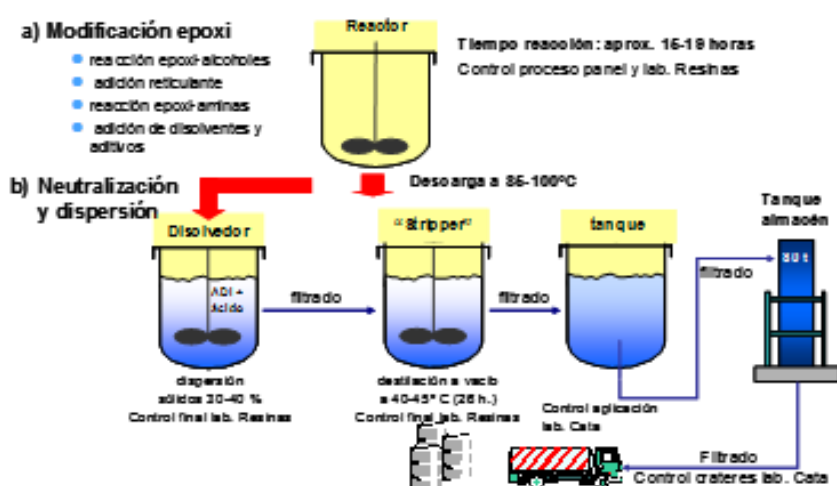 a) Modificación epoxi
reacción epoxi-alcoholes
adición reticulante
reacción epoxi-aminas
adición de disolventes y
aditivos
Reactor
Tiempo reacción: aprox. 15-19 horas
Control proceso panel y lab. Resinas
b) Neutralización
y dispersión
Descarga a 85-100ºC
Disolvedor
ADI +
ácido
dispersión
sólidos 30-40 %
Control final lab. Resinas
filtrado
"Stripper"
destilación a vacío
a 40-45º C (26 h.)
Control final lab. Resinas
filtrado
tanque
Control aplicación
lab. Cata
filtrado
Tanque
almacén
80 t
Filtrado
Control crateres lab. Cata